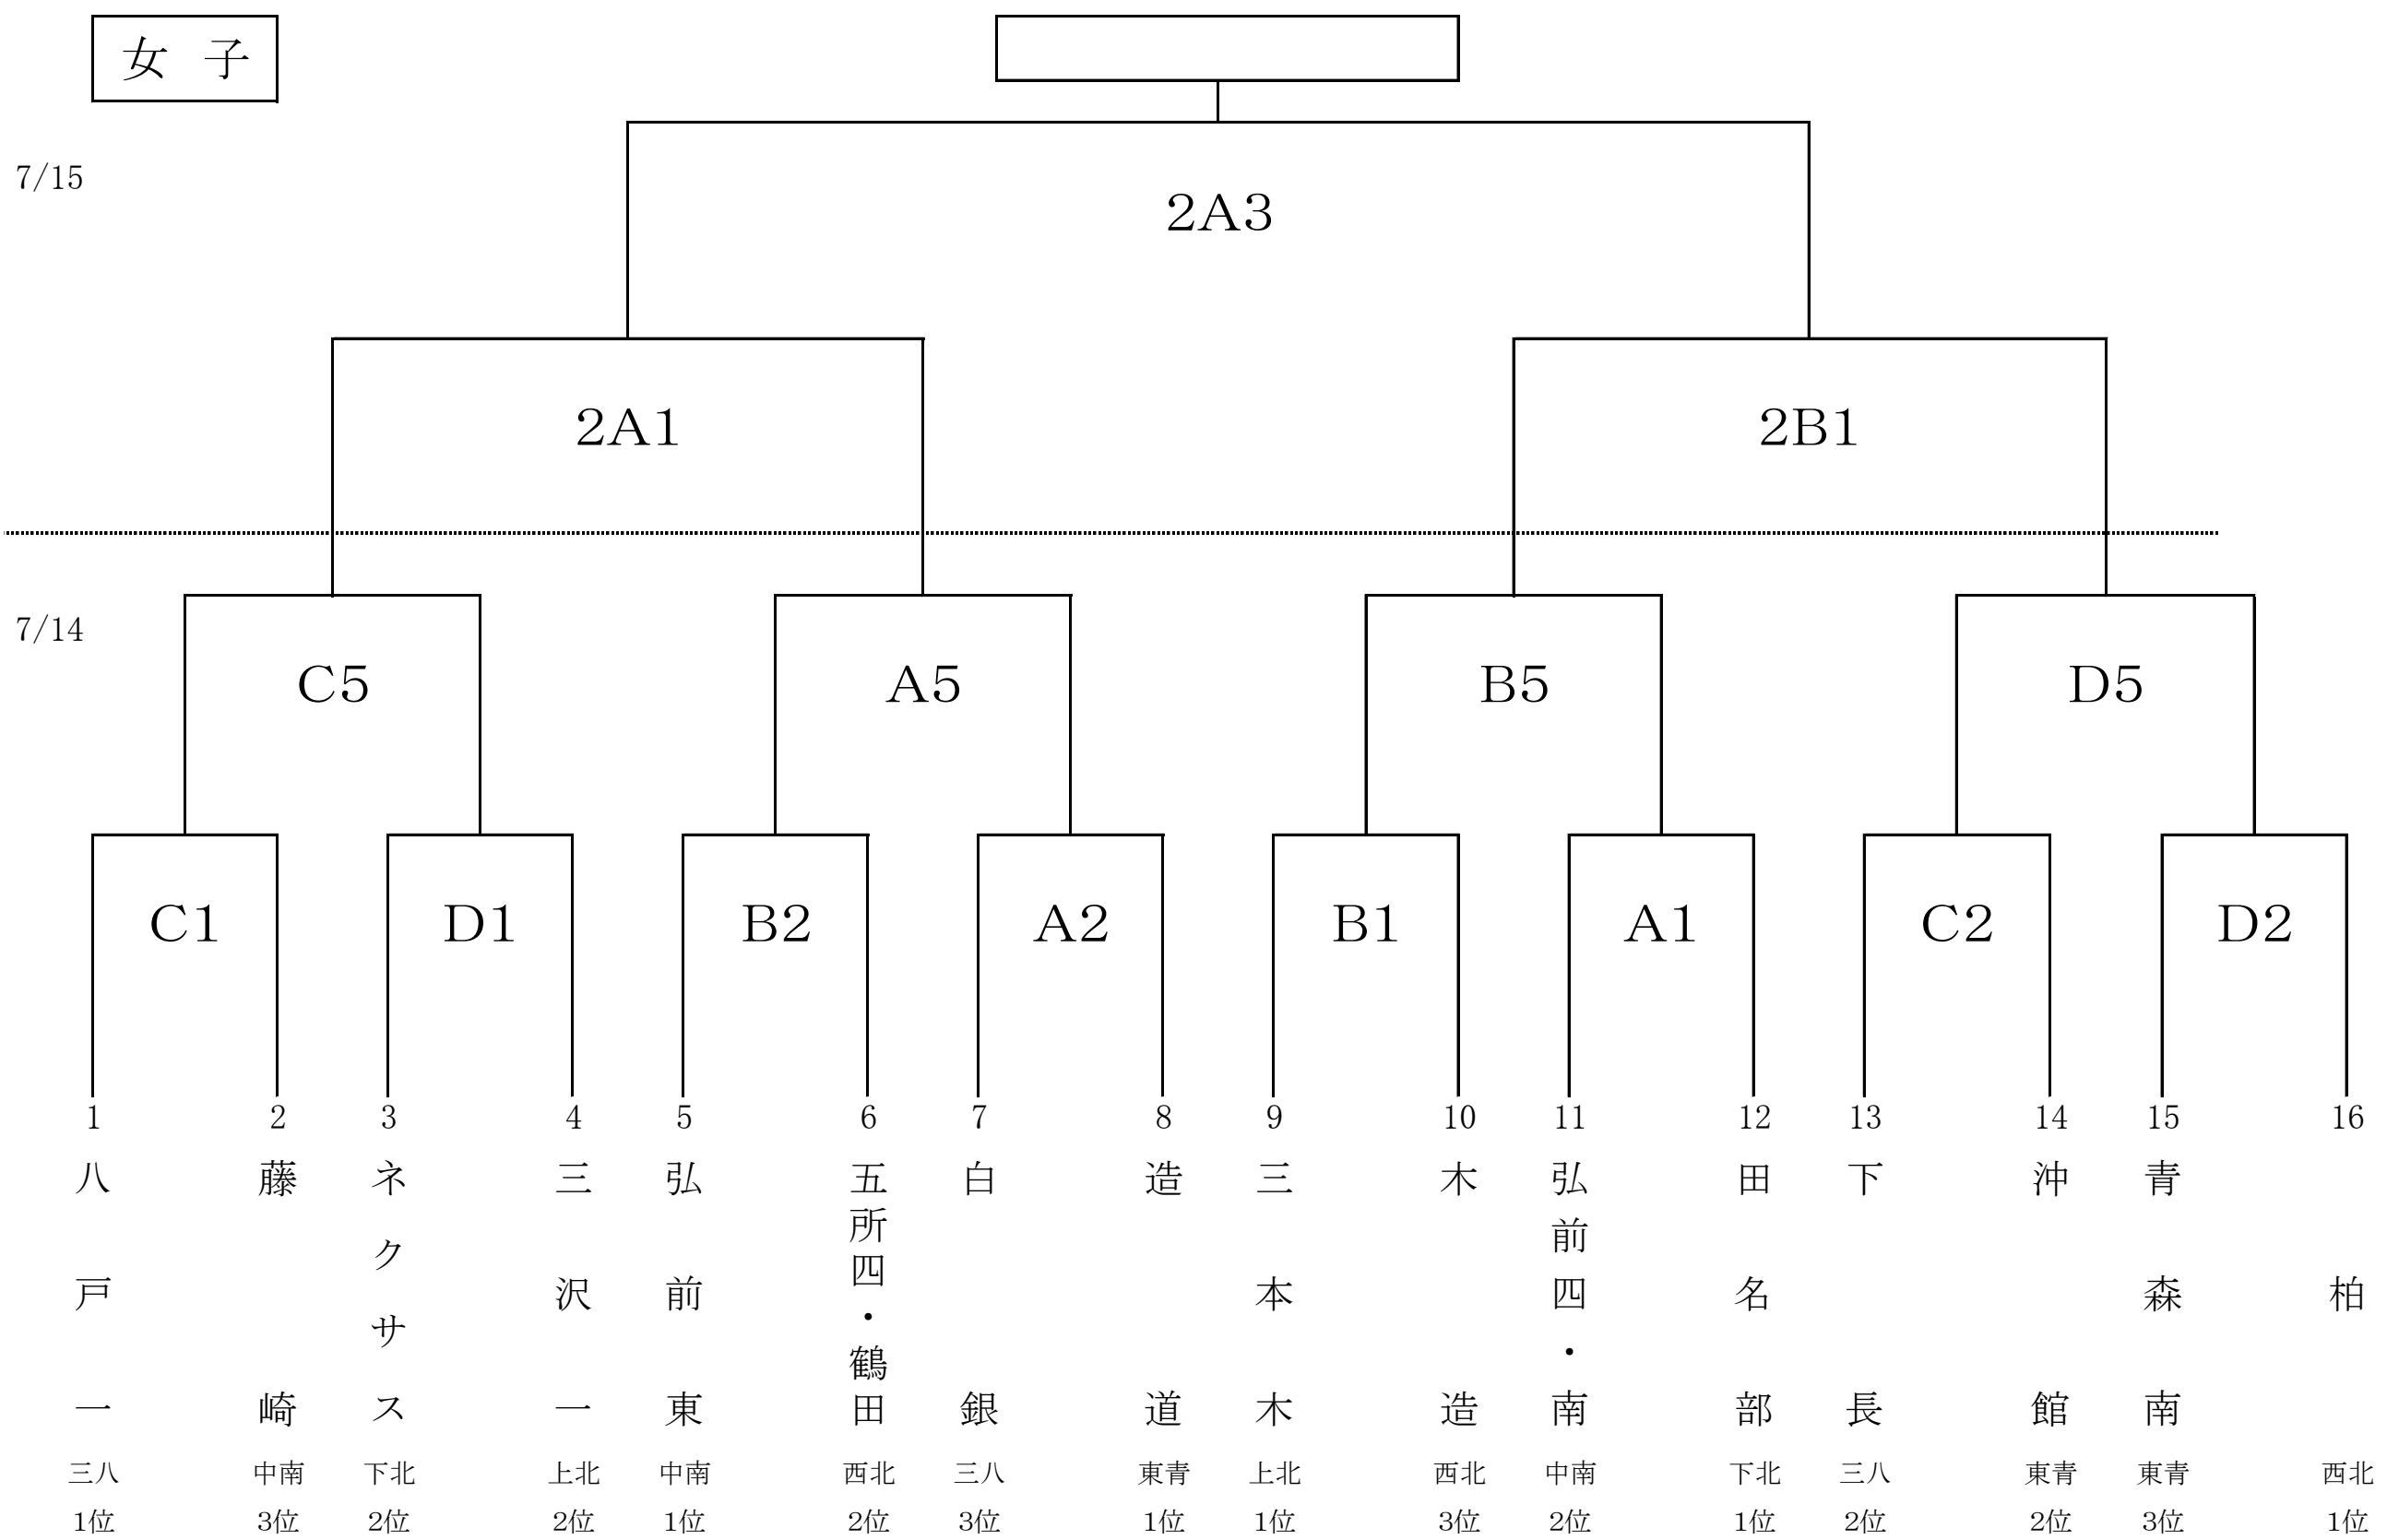 女 子
7/15
2A3
2A1
2B1
7/14
C5
A5
B5
D5
C1
D1
B2
A2
B1
A1
C2
D2
1
2
3
4
5
6
7
8
9
10
11
12
13
14
15
16
八戸一
藤崎
ネクサス
三沢一
弘前東
五所四・鶴田
白銀
造道
三本木
木造
弘前四・南
田名部
下長
沖館
青森南
柏
三八
中南
下北
上北
中南
西北
三八
東青
上北
西北
中南
下北
三八
東青
東青
西北
1位
3位
2位
2位
1位
2位
3位
1位
1位
3位
2位
1位
2位
2位
3位
1位